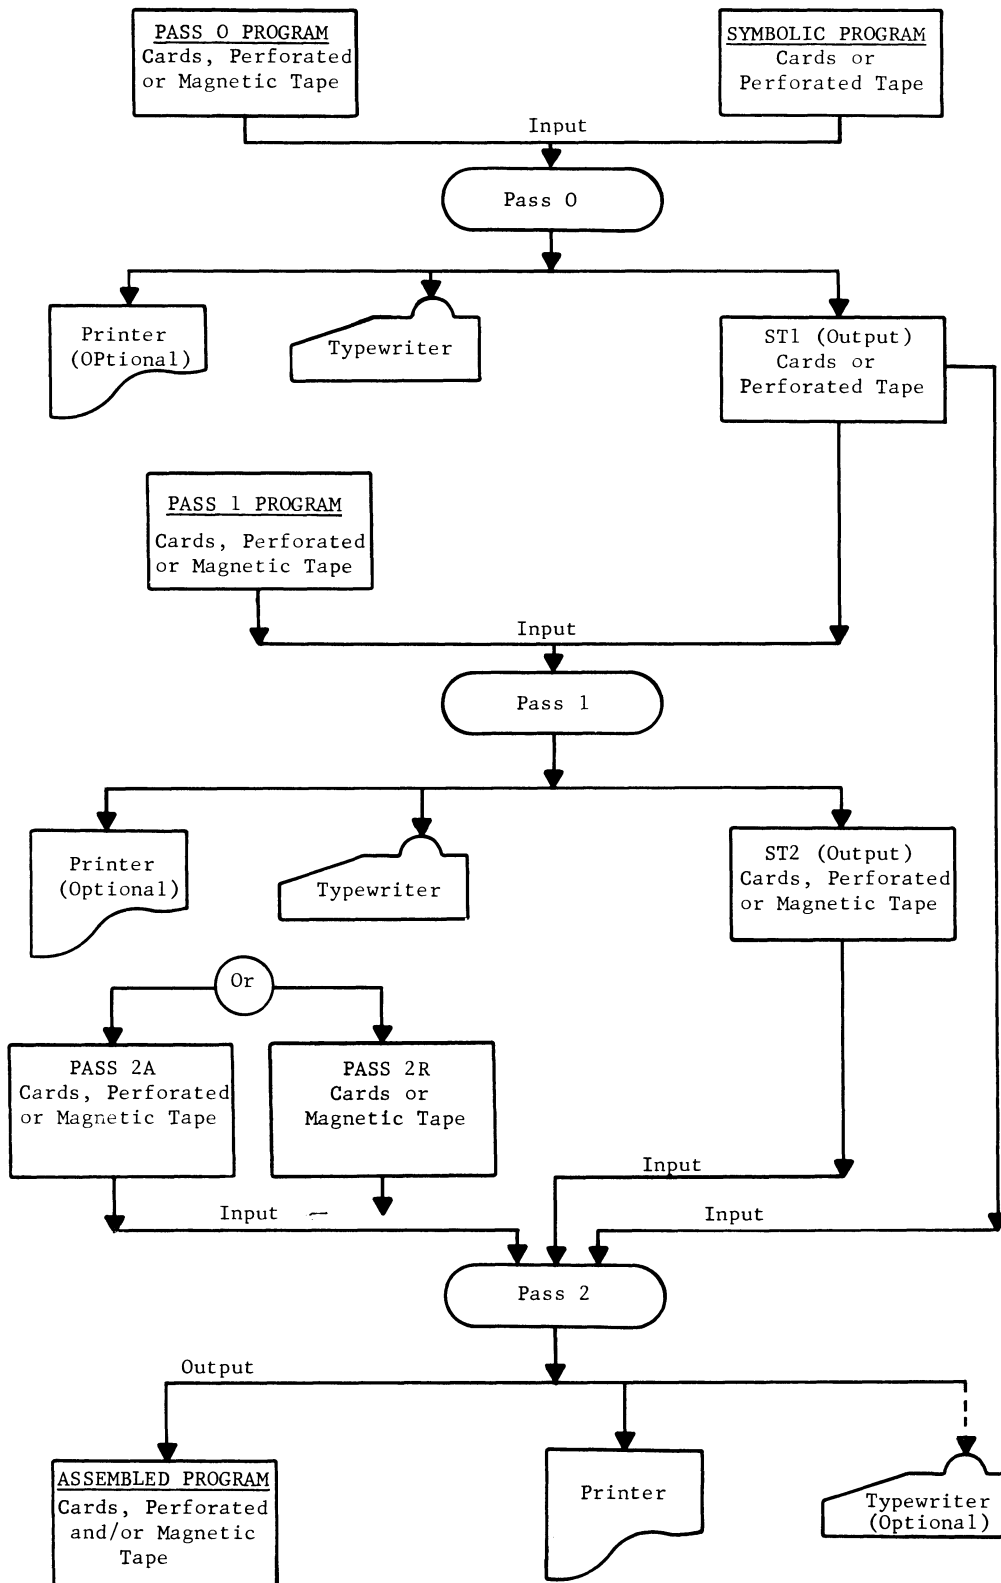 PASS 0 PROGRAM
Cards, Perforated
or Magnetic Tape
SYMBOLIC PROGRAM
Cards or
Perforated Tape
Input
Pass 0
Printer
(OPtional)
Typewriter
ST1 (Output)
Cards or
Perforated Tape
PASS 1 PROGRAM
Cards, Perforated
or Magnetic Tape
Input
Pass 1
Printer
(Optional)
Typewriter
ST2 (Output)
Cards, Perforated
or Magnetic Tape
Or
PASS 2A
Cards, Perforated
or Magnetic Tape
PASS 2R
Cards or
Magnetic Tape
Input
Input
Input
Pass 2
Output
ASSEMBLED PROGRAM
Cards, Perforated
and/or Magnetic
Tape
Printer
Typewriter
(Optional)